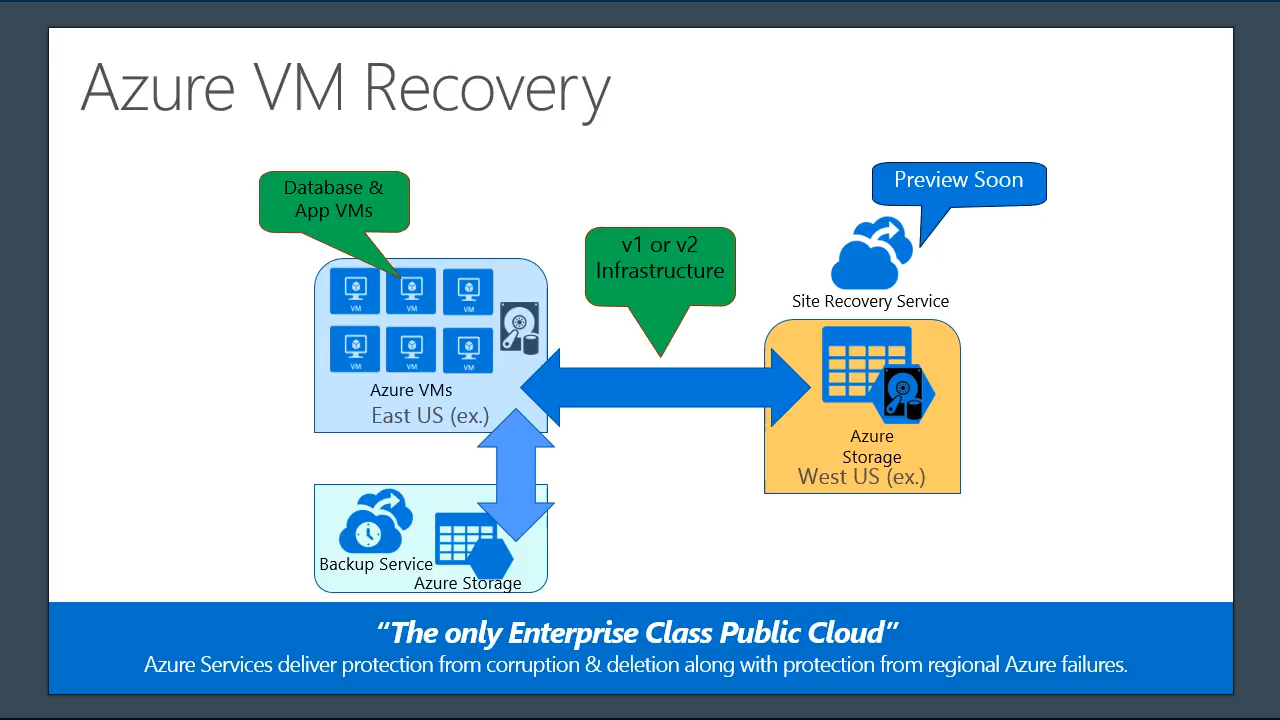 Azure VM Recovery
Database &
App VMs
v1 or v2
Infrastructure
Preview Soon
Site Recovery Service
VM
VM
VM
VM
VM
VM
Azure VMs
East US (ex.)
Azure
Storage
West US (ex.)
Backup Service
Azure Storage
“The only Enterprise Class Public Cloud”
Azure Services deliver protection from corruption & deletion along with protection from regional Azure failures.